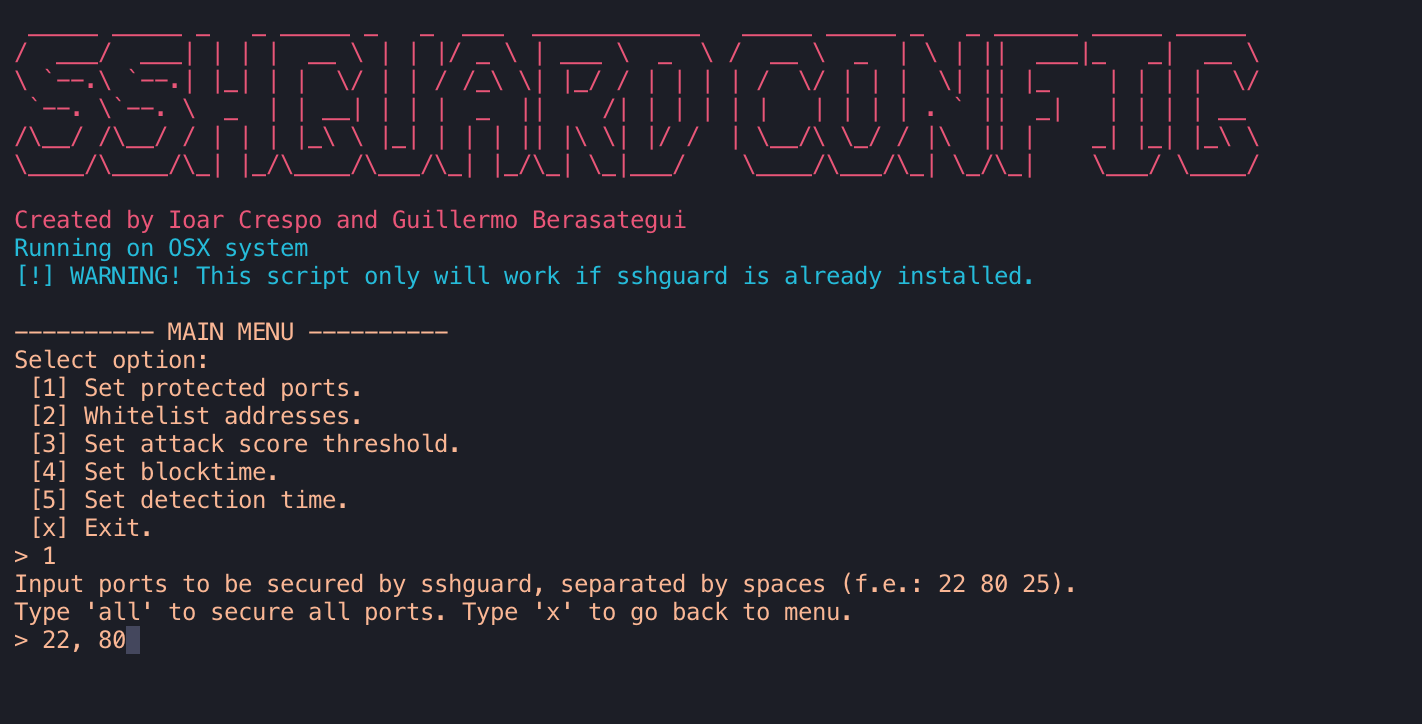 SSHGUARD CONFIG
Created by Ioar Crespo and Guillermo Berasategui
Running on OSX system
[!] WARNING! This script only will work if sshguard is already installed.
---------- MAIN MENU ----------
Select option:
[1] Set protected ports.
[2] Whitelist addresses.
[3] Set attack score threshold.
[4] Set blocktime.
[5] Set detection time.
[x] Exit.
> 1
Input ports to be secured by sshguard, separated by spaces (f.e.: 22 80 25).
Type 'all' to secure all ports. Type 'x' to go back to menu.
> 22, 80